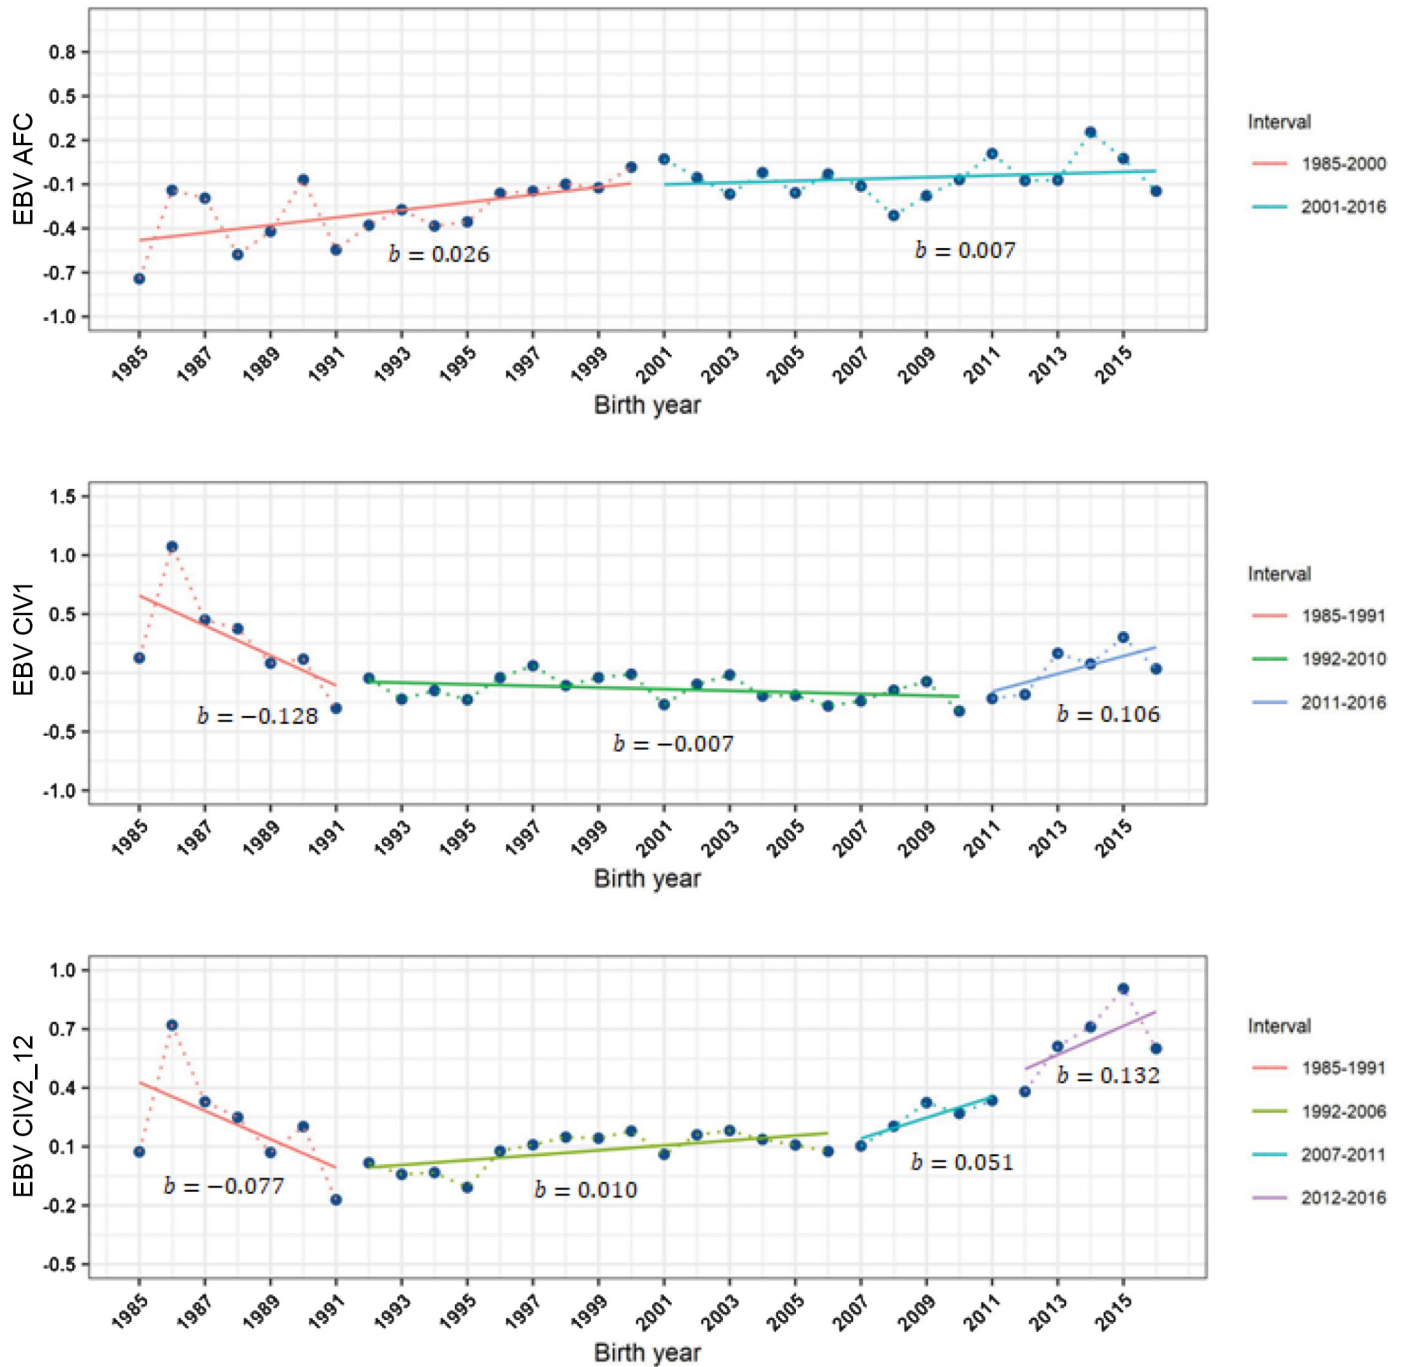 EBV AFC
0.8
0.5
0.2
-0.1
-0.4
-0.7
-1.0
b = 0.026
b = 0.007
1985 1987 1989 1991 1993 1995 1997 1999 2001 2003 2005 2007 2009 2011 2013 2015
Birth year
Interval
1985-2000
2001-2016
EBV CIV1
1.5
1.0
0.5
0.0
-0.5
-1.0
b = −0.128
b = −0.007
b = 0.106
1985 1987 1989 1991 1993 1995 1997 1999 2001 2003 2005 2007 2009 2011 2013 2015
Birth year
Interval
1985-1991
1992-2010
2011-2016
EBV CIV2_12
1.0
0.7
0.4
0.1
-0.2
-0.5
b = −0.077
b = 0.010
b = 0.051
b = 0.132
1985 1987 1989 1991 1993 1995 1997 1999 2001 2003 2005 2007 2009 2011 2013 2015
Birth year
Interval
1985-1991
1992-2006
2007-2011
2012-2016